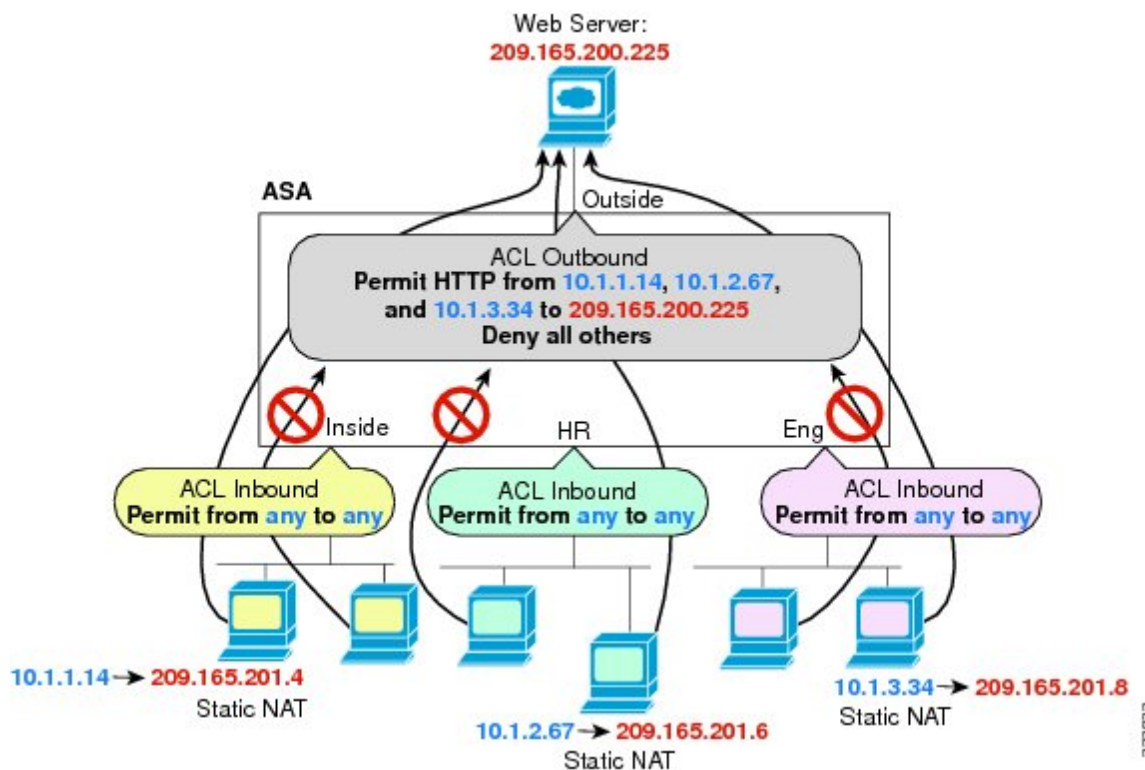 Web Server:
209.165.200.225
ASA
Outside
ACL Outbound
Permit HTTP from 10.1.1.14, 10.1.2.67,
and 10.1.3.34 to 209.165.200.225
Deny all others
Inside
HR
Eng
ACL Inbound
Permit from any to any
ACL Inbound
Permit from any to any
ACL Inbound
Permit from any to any
10.1.1.14 → 209.165.201.4
Static NAT
10.1.2.67 → 209.165.201.6
Static NAT
10.1.3.34 → 209.165.201.8
Static NAT